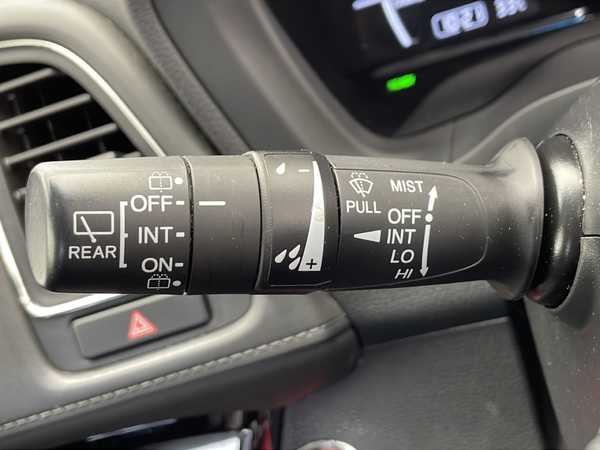 OFF
INT
ON
REAR
-
+
PULL
MIST
OFF
INT
LO
HI